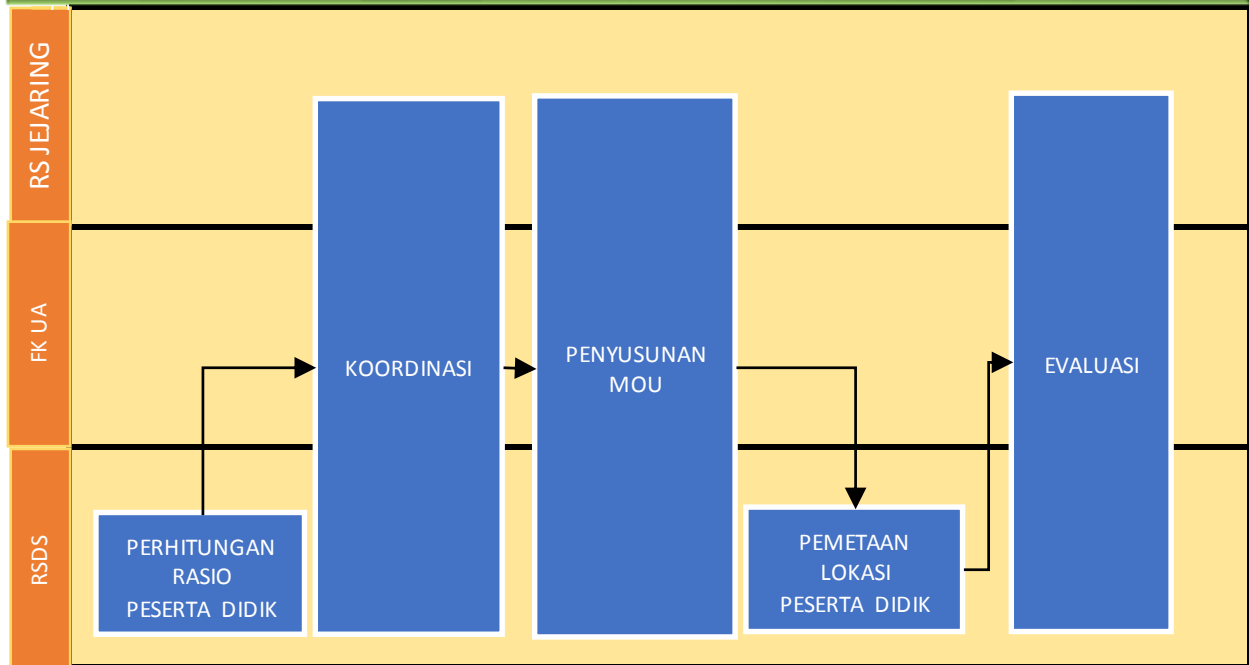 RS JEJARING
FK UA
RSDS
PERHITUNGAN
RASIO
PESERTA DIDIK
KOORDINASI
PENYUSUNAN
MOU
PEMETAAN
LOKASI
PESERTA DIDIK
EVALUASI